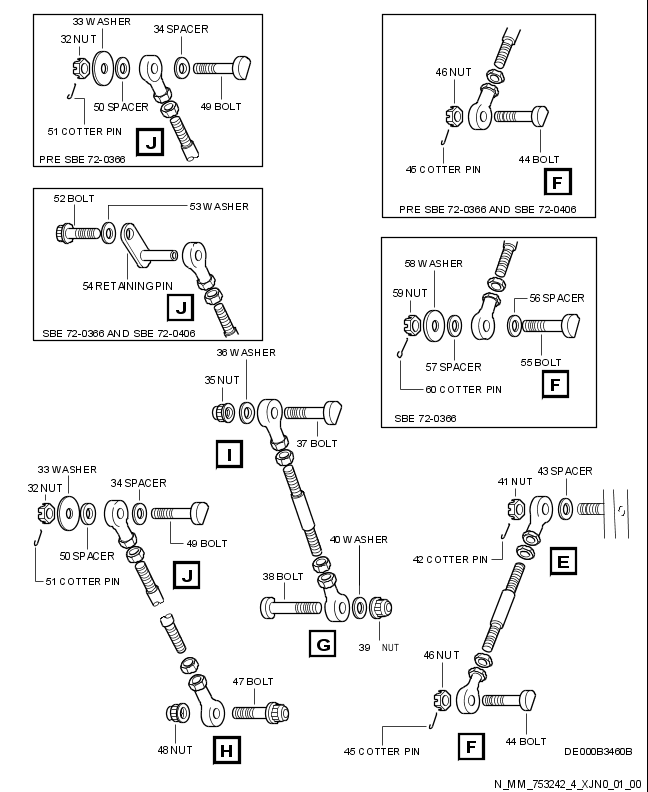 33 WASHER
34 SPACER
32 NUT
50 SPACER
49 BOLT
51 COTTER PIN
J
PRE SBE 72-0366
46 NUT
45 COTTER PIN
44 BOLT
F
PRE SBE 72-0366 AND SBE 72-0406
52 BOLT
53 WASHER
54 RETAINING PIN
J
SBE 72-0366 AND SBE 72-0406
58 WASHER
59 NUT
56 SPACER
57 SPACER
55 BOLT
60 COTTER PIN
F
SBE 72-0366
36 WASHER
35 NUT
37 BOLT
I
33 WASHER
34 SPACER
32 NUT
50 SPACER
49 BOLT
51 COTTER PIN
J
40 WASHER
38 BOLT
G
39 NUT
47 BOLT
48 NUT
H
43 SPACER
41 NUT
42 COTTER PIN
E
46 NUT
45 COTTER PIN
F
44 BOLT
DE000B3460B
N_MM_753242_4_XJN0_01_00